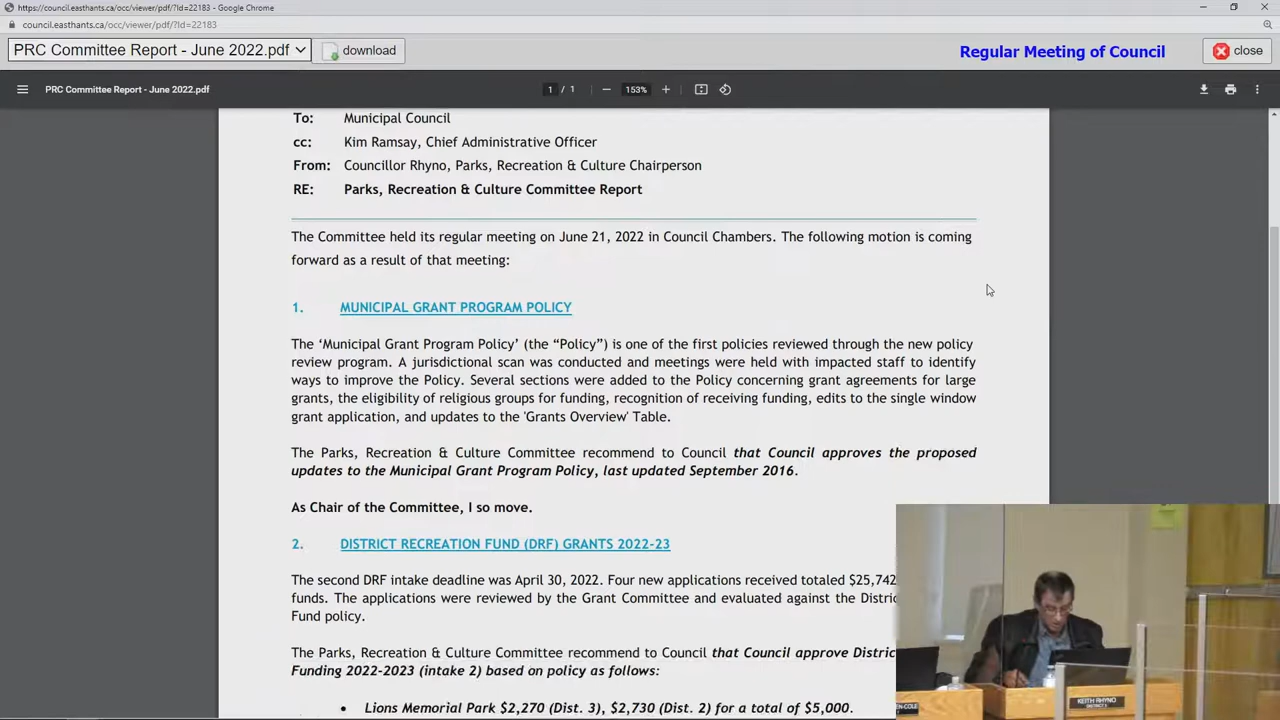 https://council.easthants.ca/occ/viewer/pdf/?Id=22183 - Google Chrome
council.easthants.ca/occ/viewer/pdf/?Id=22183
PRC Committee Report - June 2022.pdf
download
Regular Meeting of Council
close
PRC Committee Report - June 2022.pdf
1 / 1
153%
To: Municipal Council
cc: Kim Ramsay, Chief Administrative Officer
From: Councillor Rhyno, Parks, Recreation & Culture Chairperson
RE: Parks, Recreation & Culture Committee Report
The Committee held its regular meeting on June 21, 2022 in Council Chambers. The following motion is coming
forward as a result of that meeting:
1. MUNICIPAL GRANT PROGRAM POLICY
The ‘Municipal Grant Program Policy’ (the “Policy”) is one of the first policies reviewed through the new policy
review program. A jurisdictional scan was conducted and meetings were held with impacted staff to identify
ways to improve the Policy. Several sections were added to the Policy concerning grant agreements for large
grants, the eligibility of religious groups for funding, recognition of receiving funding, edits to the single window
grant application, and updates to the 'Grants Overview' Table.
The Parks, Recreation & Culture Committee recommend to Council that Council approves the proposed
updates to the Municipal Grant Program Policy, last updated September 2016.
As Chair of the Committee, I so move.
2. DISTRICT RECREATION FUND (DRF) GRANTS 2022-23
The second DRF intake deadline was April 30, 2022. Four new applications received totaled $25,742
funds. The applications were reviewed by the Grant Committee and evaluated against the Distric
Fund policy.
The Parks, Recreation & Culture Committee recommend to Council that Council approve Distric
Funding 2022-2023 (intake 2) based on policy as follows:
• Lions Memorial Park $2,270 (Dist. 3), $2,730 (Dist. 2) for a total of $5,000.
EN-COLE
KEITH RHYNO